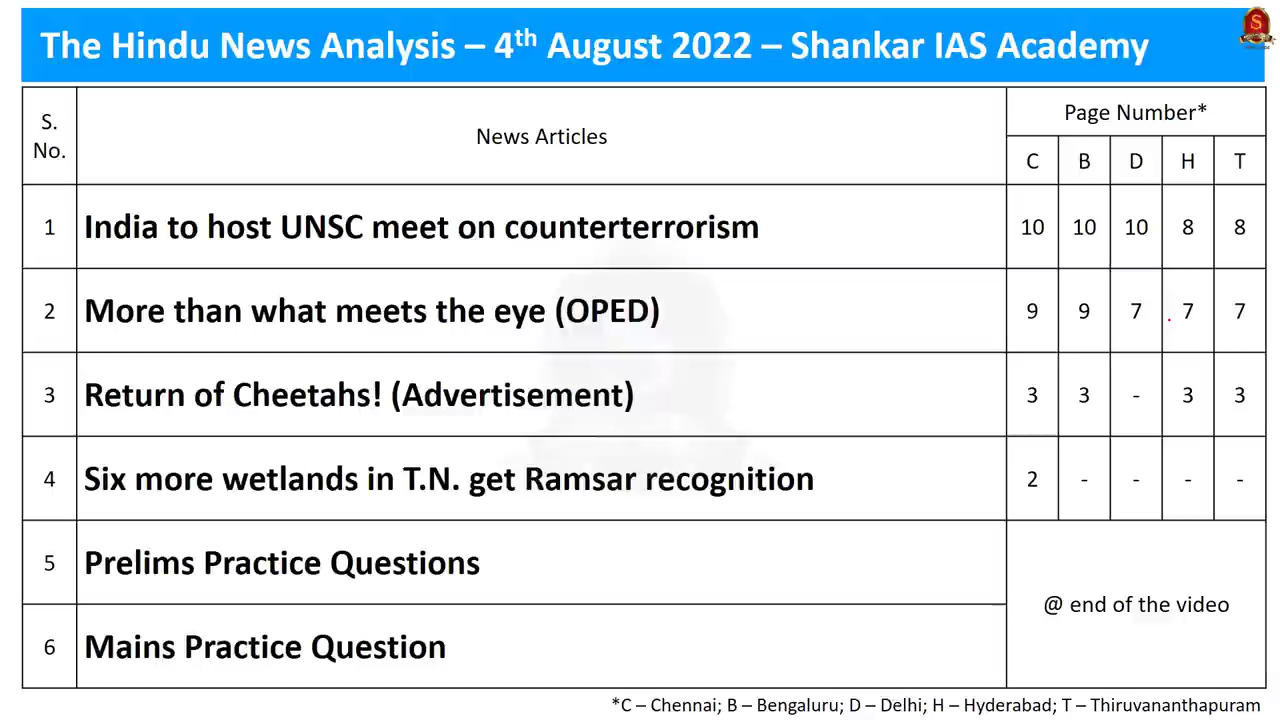 The Hindu News Analysis – 4th August 2022 – Shankar IAS Academy
S. No. News Articles Page Number*
C B D H T
1 India to host UNSC meet on counterterrorism 10 10 10 8 8
2 More than what meets the eye (OPED) 9 9 7 7 7
3 Return of Cheetahs! (Advertisement) 3 3 - 3 3
4 Six more wetlands in T.N. get Ramsar recognition 2 - - - -
5 Prelims Practice Questions
@ end of the video
6 Mains Practice Question
*C – Chennai; B – Bengaluru; D – Delhi; H – Hyderabad; T – Thiruvananthapuram